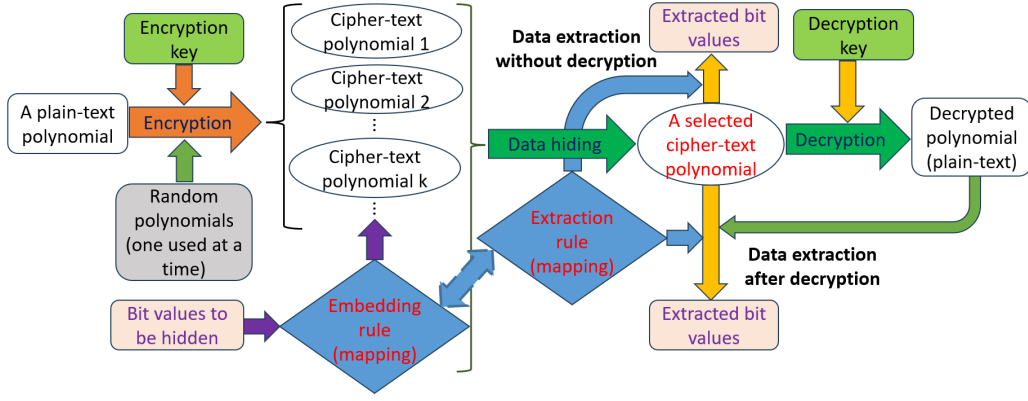 Encryption
key
A plain-text
polynomial
Encryption
Random
polynomials
(one used at a
time)
Bit values to
be hidden
Cipher-text
polynomial 1
Cipher-text
polynomial 2
...
Cipher-text
polynomial k
...
Embedding
rule
(mapping)
Data extraction
without decryption
Data hiding
Extraction
rule
(mapping)
Extracted bit
values
A selected
cipher-text
polynomial
Decryption
key
Decryption
Decrypted
polynomial
(plain-text)
Data extraction
after decryption
Extracted bit
values